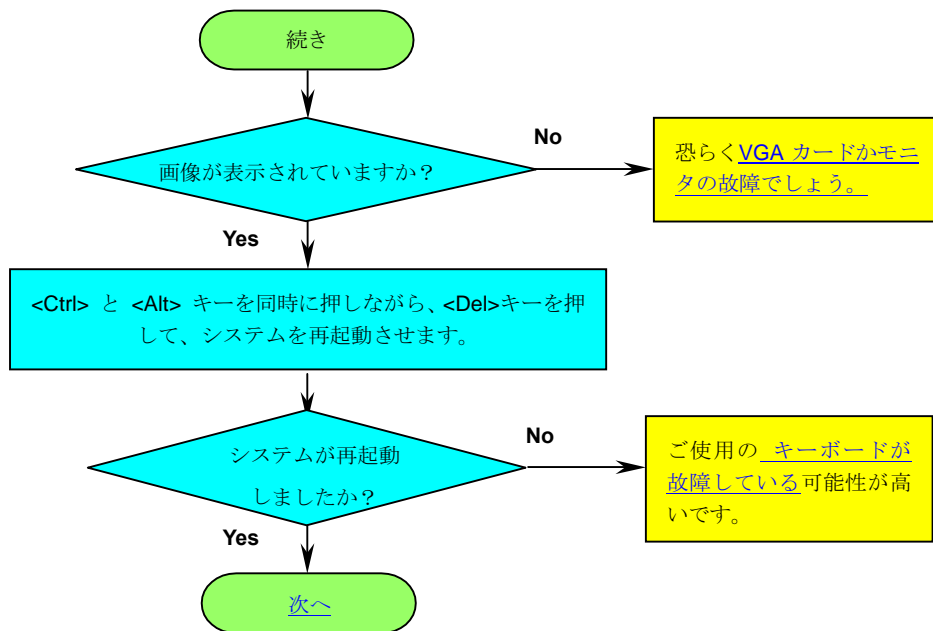 続き
画像が表示されていますか？
No
恐らくVGA カードかモニ
タの故障でしょう。
Yes
<Ctrl> と <Alt> キーを同時に押しながら、<Del>キーを押
して、システムを再起動させます。
システムが再起動
しましたか？
No
ご使用の キーボードが
故障している可能性が高
いです。
Yes
次へ